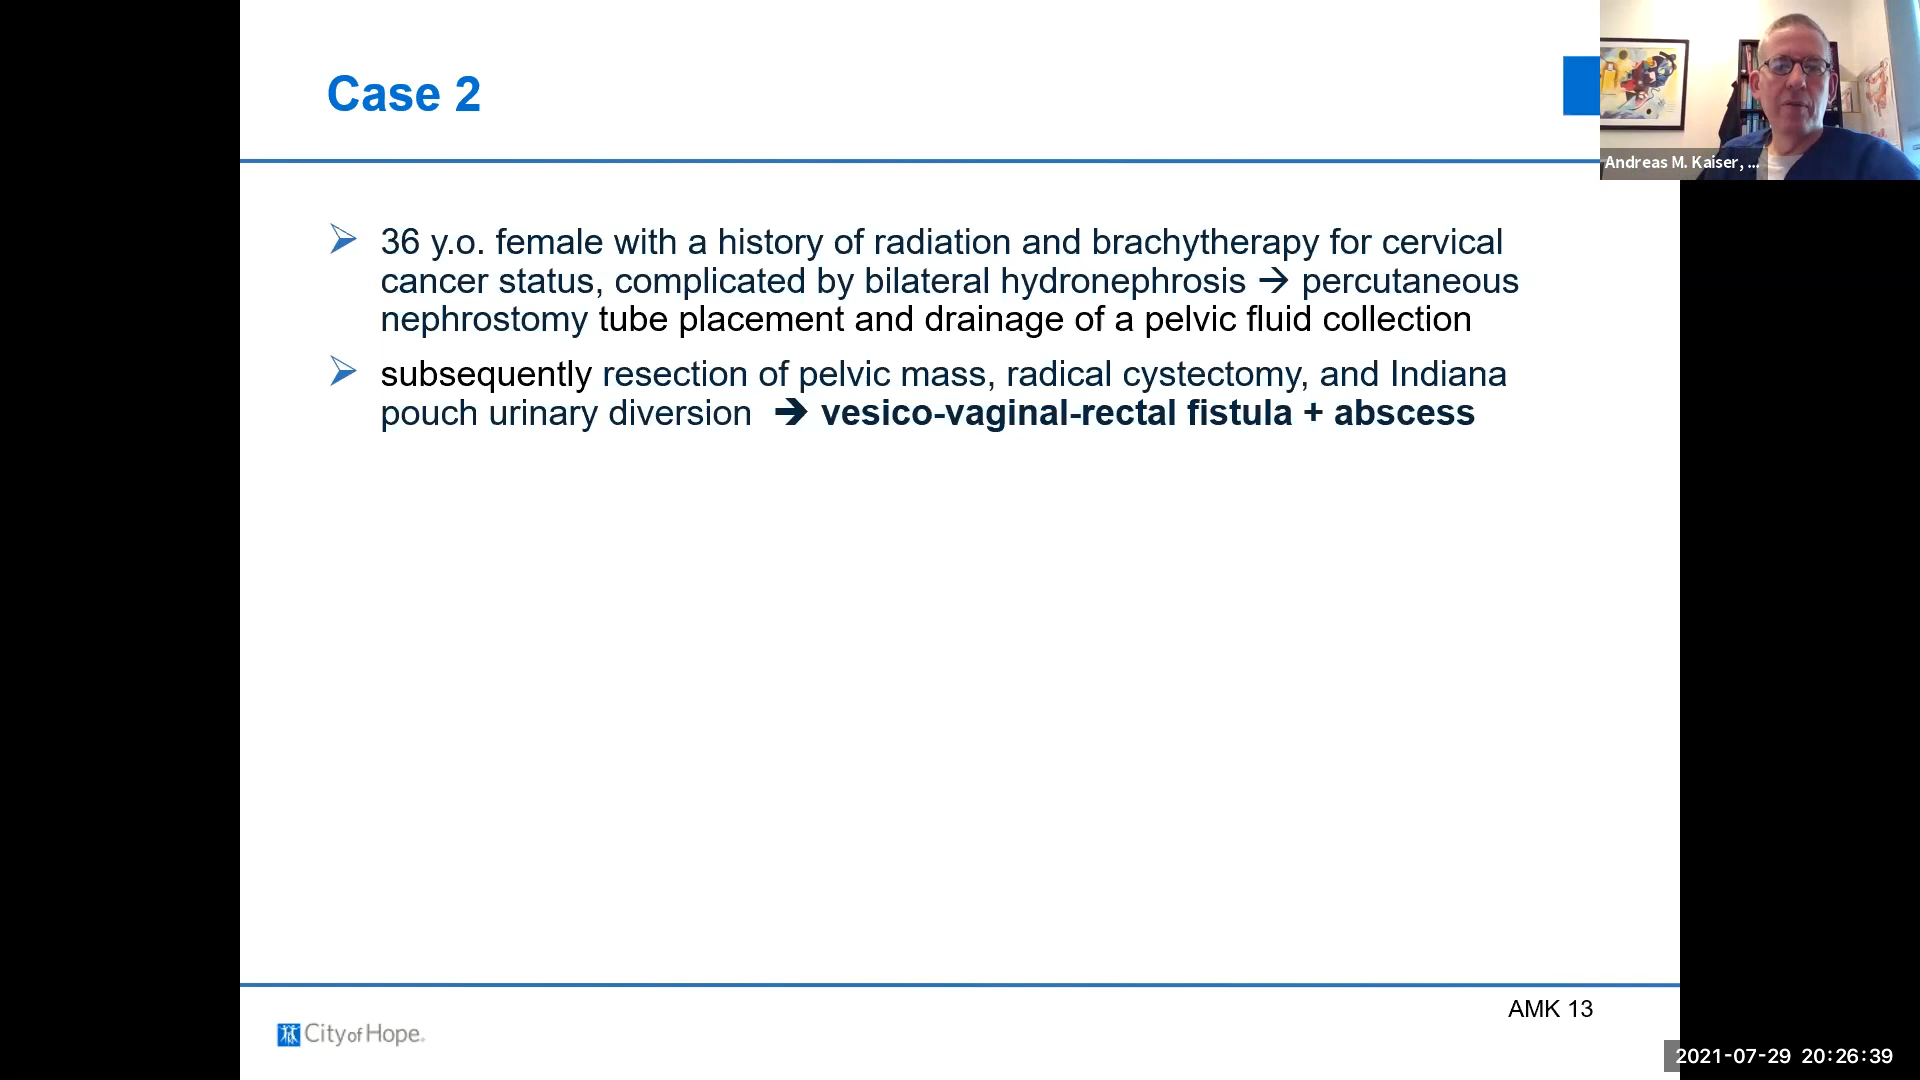 Case 2
Andreas M. Kaiser, ...
➢ 36 y.o. female with a history of radiation and brachytherapy for cervical
cancer status, complicated by bilateral hydronephrosis → percutaneous
nephrostomy tube placement and drainage of a pelvic fluid collection
➢ subsequently resection of pelvic mass, radical cystectomy, and Indiana
pouch urinary diversion ➔ vesico-vaginal-rectal fistula + abscess
AMK 13
City of Hope
2021-07-29 20:26:39